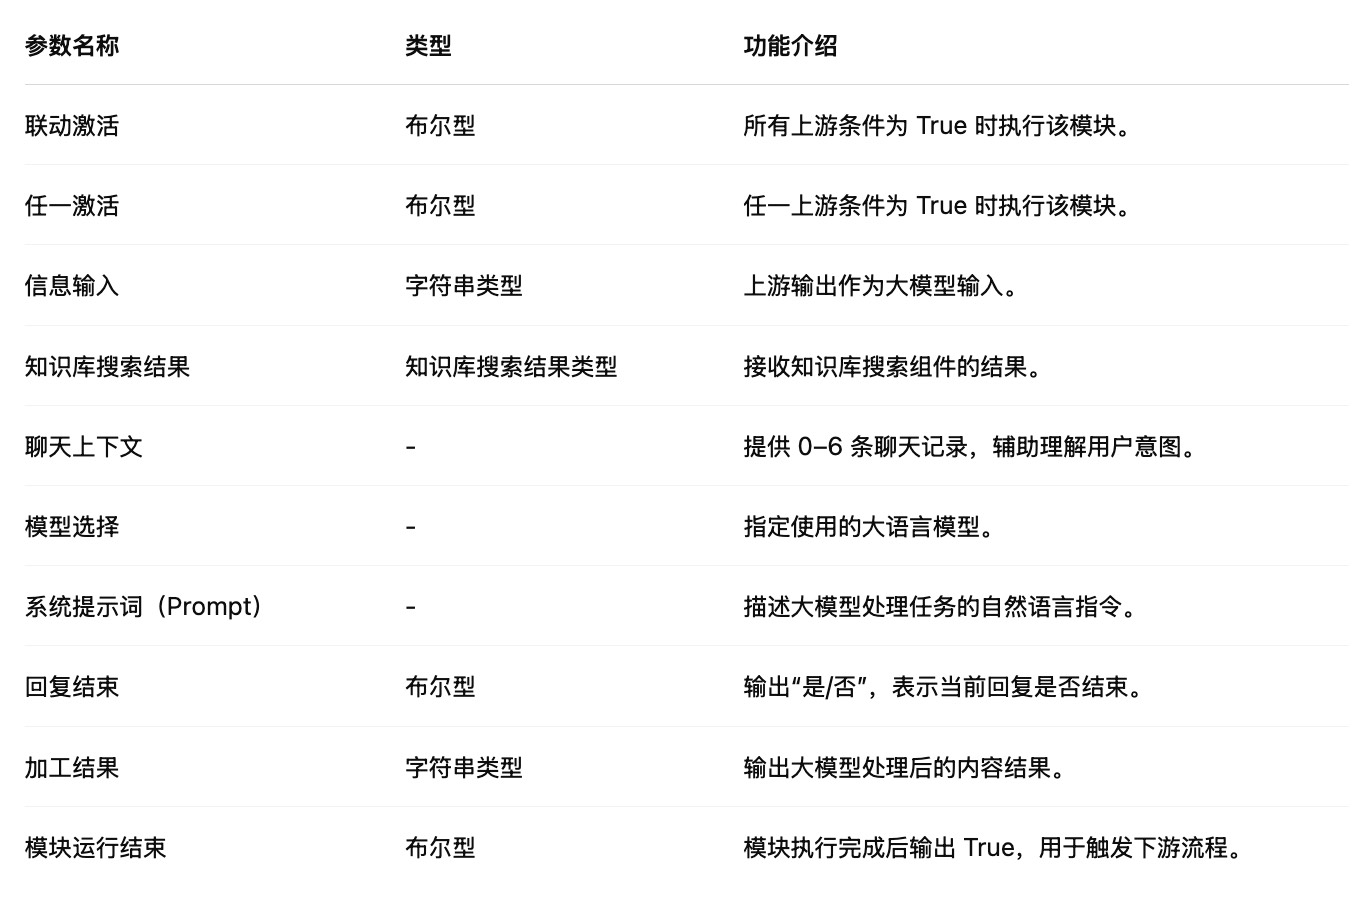 参数名称 类型 功能介绍
联动激活 布尔型 所有上游条件为 True 时执行该模块。
任一激活 布尔型 任一上游条件为 True 时执行该模块。
信息输入 字符串类型 上游输出作为大模型输入。
知识库搜索结果 知识库搜索结果类型 接收知识库搜索组件的结果。
聊天上下文 - 提供 0–6 条聊天记录，辅助理解用户意图。
模型选择 - 指定使用的大语言模型。
系统提示词（Prompt） - 描述大模型处理任务的自然语言指令。
回复结束 布尔型 输出“是/否”，表示当前回复是否结束。
加工结果 字符串类型 输出大模型处理后的内容结果。
模块运行结束 布尔型 模块执行完成后输出 True，用于触发下游流程。